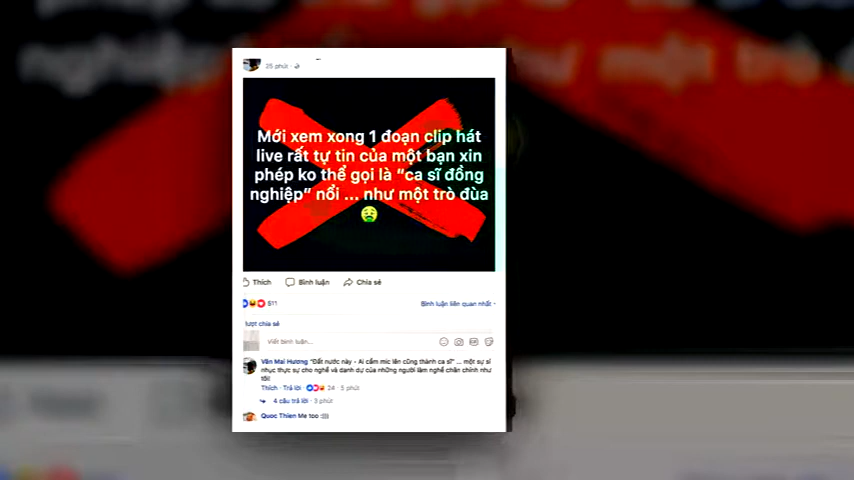 25 phút
Mới xem xong 1 đoạn clip hát
live rất tự tin của một bạn xin
phép ko thể gọi là “ca sĩ đồng
nghiệp” nổi ... như một trò đùa
Thích Bình luận Chia sẻ
511 Bình luận liên quan nhất
lượt chia sẻ
Viết bình luận...
Văn Mai Hương "Đất nước này - Ai cầm mic lên cũng thành ca sĩ" ... một sự sỉ
nhục thực sự cho nghề và danh dự của những người làm nghề chân chính như
tôi!
Thích · Trả lời · 24 · 5 phút
4 câu trả lời · 3 phút
Quoc Thien Me too :))))